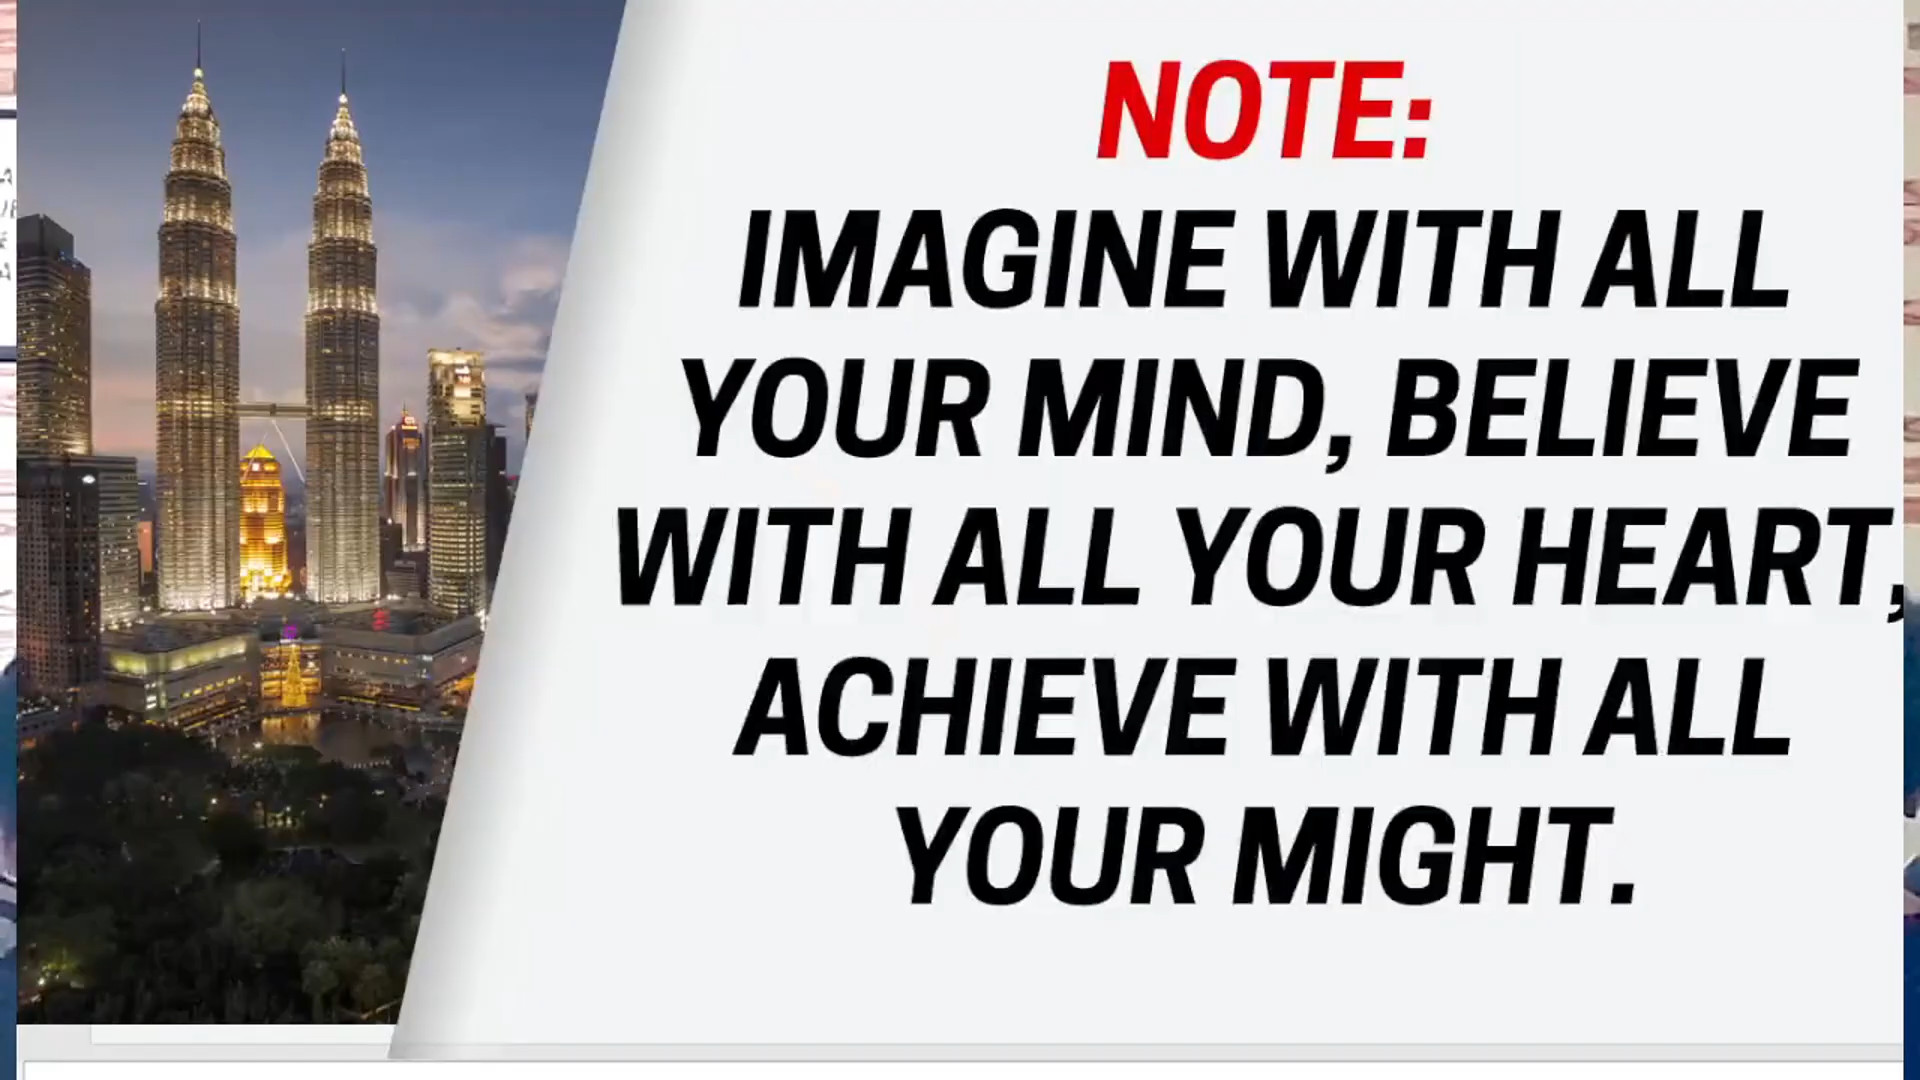 NOTE:
IMAGINE WITH ALL
YOUR MIND, BELIEVE
WITH ALL YOUR HEART,
ACHIEVE WITH ALL
YOUR MIGHT.